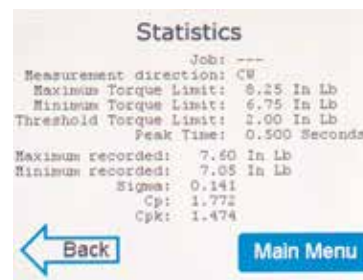 Statistics
Job: ---
Measurement direction: CW
Maximum Torque Limit: 8.25 In Lb
Minimum Torque Limit: 6.75 In Lb
Threshold Torque Limit: 2.00 In Lb
Peak Time: 0.500 Seconds
Maximum recorded: 7.60 In Lb
Minimum recorded: 7.05 In Lb
Sigma: 0.141
Cp: 1.772
Cpk: 1.474
Back
Main Menu